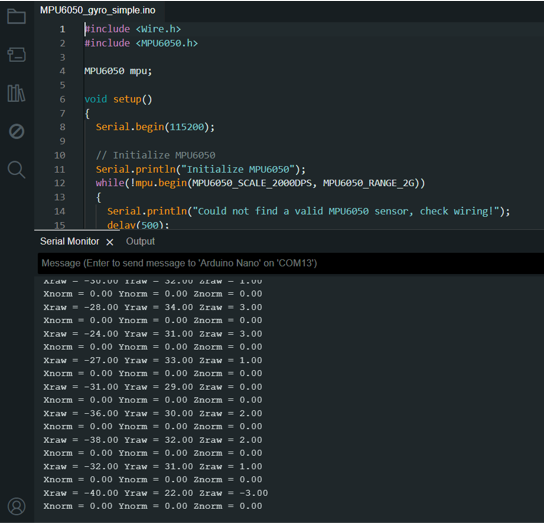 MPU6050_gyro_simple.ino
1 #include <Wire.h>
2 #include <MPU6050.h>
3
4 MPU6050 mpu;
5
6 void setup()
7 {
8 Serial.begin(115200);
9
10 // Initialize MPU6050
11 Serial.println("Initialize MPU6050");
12 while(!mpu.begin(MPU6050_SCALE_2000DPS, MPU6050_RANGE_2G))
13 {
14 Serial.println("Could not find a valid MPU6050 sensor, check wiring!");
15 delay(500);
Serial Monitor × Output
Message (Enter to send message to 'Arduino Nano' on 'COM13')
Xraw = -30.00 Yraw = 32.00 Zraw = 1.00
Xnorm = 0.00 Ynorm = 0.00 Znorm = 0.00
Xraw = -28.00 Yraw = 34.00 Zraw = 3.00
Xnorm = 0.00 Ynorm = 0.00 Znorm = 0.00
Xraw = -24.00 Yraw = 31.00 Zraw = 3.00
Xnorm = 0.00 Ynorm = 0.00 Znorm = 0.00
Xraw = -27.00 Yraw = 33.00 Zraw = 1.00
Xnorm = 0.00 Ynorm = 0.00 Znorm = 0.00
Xraw = -31.00 Yraw = 29.00 Zraw = 0.00
Xnorm = 0.00 Ynorm = 0.00 Znorm = 0.00
Xraw = -36.00 Yraw = 30.00 Zraw = 2.00
Xnorm = 0.00 Ynorm = 0.00 Znorm = 0.00
Xraw = -38.00 Yraw = 32.00 Zraw = 2.00
Xnorm = 0.00 Ynorm = 0.00 Znorm = 0.00
Xraw = -32.00 Yraw = 31.00 Zraw = 1.00
Xnorm = 0.00 Ynorm = 0.00 Znorm = 0.00
Xraw = -40.00 Yraw = 22.00 Zraw = -3.00
Xnorm = 0.00 Ynorm = 0.00 Znorm = 0.00